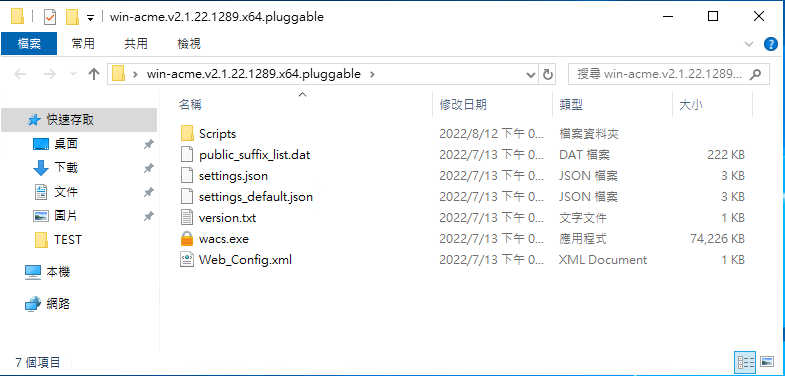 win-acme.v2.1.22.1289.x64.pluggable
檔案 常用 共用 檢視
win-acme.v2.1.22.1289.x64.pluggable
搜尋 win-acme.v2.1.22.1289...
快速存取
桌面
下載
文件
圖片
TEST
本機
網路
名稱 修改日期 類型 大小
Scripts 2022/8/12 下午 0... 檔案資料夾
public_suffix_list.dat 2022/7/13 下午 0... DAT 檔案 222 KB
settings.json 2022/7/13 下午 0... JSON 檔案 3 KB
settings_default.json 2022/7/13 下午 0... JSON 檔案 3 KB
version.txt 2022/7/13 下午 0... 文字文件 1 KB
wacs.exe 2022/7/13 下午 0... 應用程式 74,226 KB
Web_Config.xml 2022/7/13 下午 0... XML Document 1 KB
7 個項目